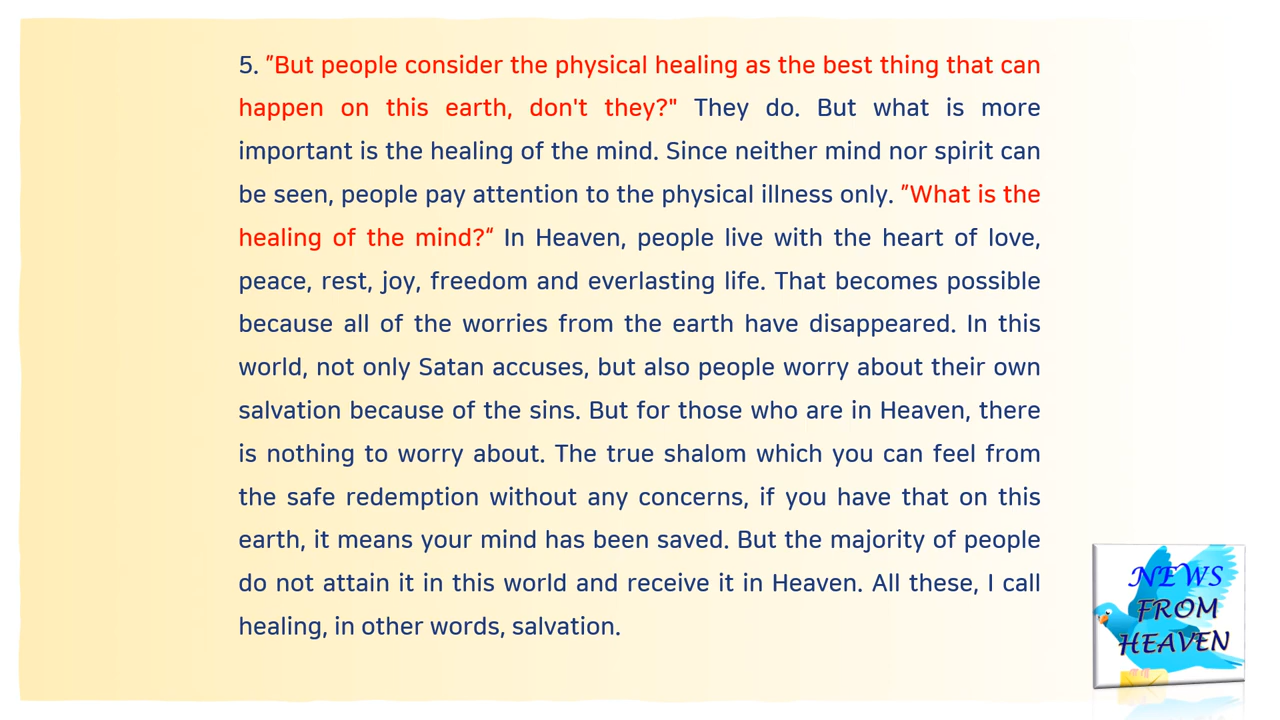 5. "But people consider the physical healing as the best thing that can
happen on this earth, don't they?" They do. But what is more
important is the healing of the mind. Since neither mind nor spirit can
be seen, people pay attention to the physical illness only. "What is the
healing of the mind?" In Heaven, people live with the heart of love,
peace, rest, joy, freedom and everlasting life. That becomes possible
because all of the worries from the earth have disappeared. In this
world, not only Satan accuses, but also people worry about their own
salvation because of the sins. But for those who are in Heaven, there
is nothing to worry about. The true shalom which you can feel from
the safe redemption without any concerns, if you have that on this
earth, it means your mind has been saved. But the majority of people
do not attain it in this world and receive it in Heaven. All these, I call
healing, in other words, salvation.
NEWS
FROM
HEAVEN